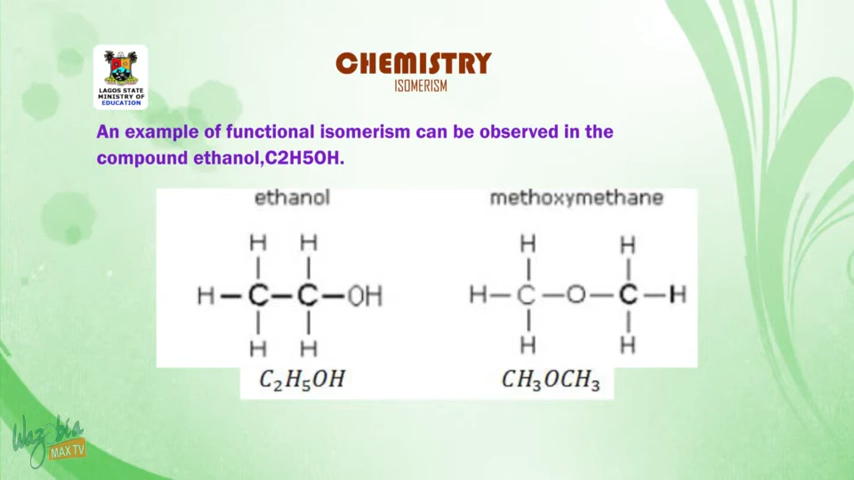 LAGOS STATE
MINISTRY OF
EDUCATION
CHEMISTRY
ISOMERISM
An example of functional isomerism can be observed in the
compound ethanol,C2H5OH.
ethanol methoxymethane
H H H H
H-C-C-OH H-C-O-C-H
H H H H
C₂H₅OH CH₃OCH₃
Wazobia
MAX TV